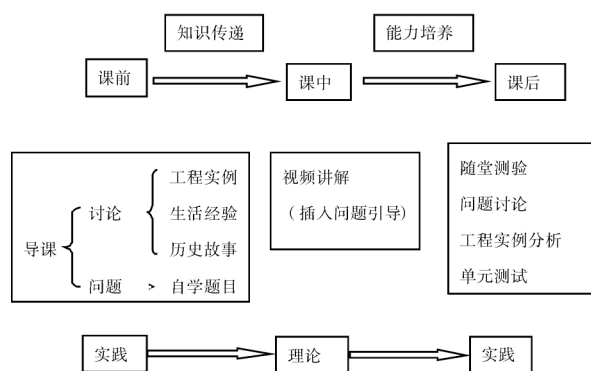 知识传递
能力培养
课前
课中
课后
导课
讨论
工程实例
生活经验
历史故事
问题 > 自学题目
视频讲解
（插入问题引导）
随堂测验
问题讨论
工程实例分析
单元测试
实践
理论
实践